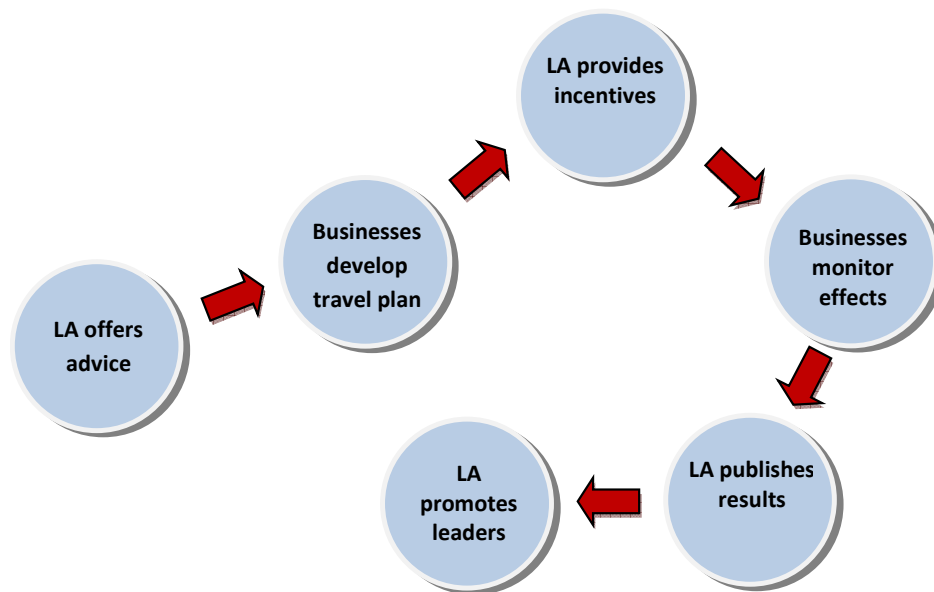 LA offers
advice
Businesses
develop
travel plan
LA provides
incentives
Businesses
monitor
effects
LA publishes
results
LA
promotes
leaders